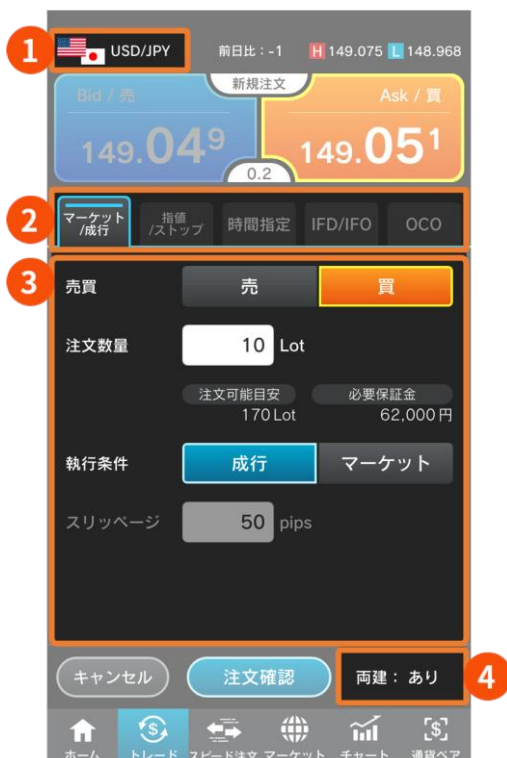 1
USD/JPY
前日比：-1
H 149.075 L 148.968
新規注文
Bid / 売
Ask / 買
149.049
149.051
0.2
2
マーケット
/成行
指値
/ストップ
時間指定
IFD/IFO
OCO
3
売買
売
買
注文数量
10 Lot
注文可能目安
必要保証金
170 Lot
62,000 円
執行条件
成行
マーケット
スリッページ
50 pips
キャンセル
注文確認
両建： あり
4
ホーム
トレード
スピード注文
マーケット
チャート
通貨ペア